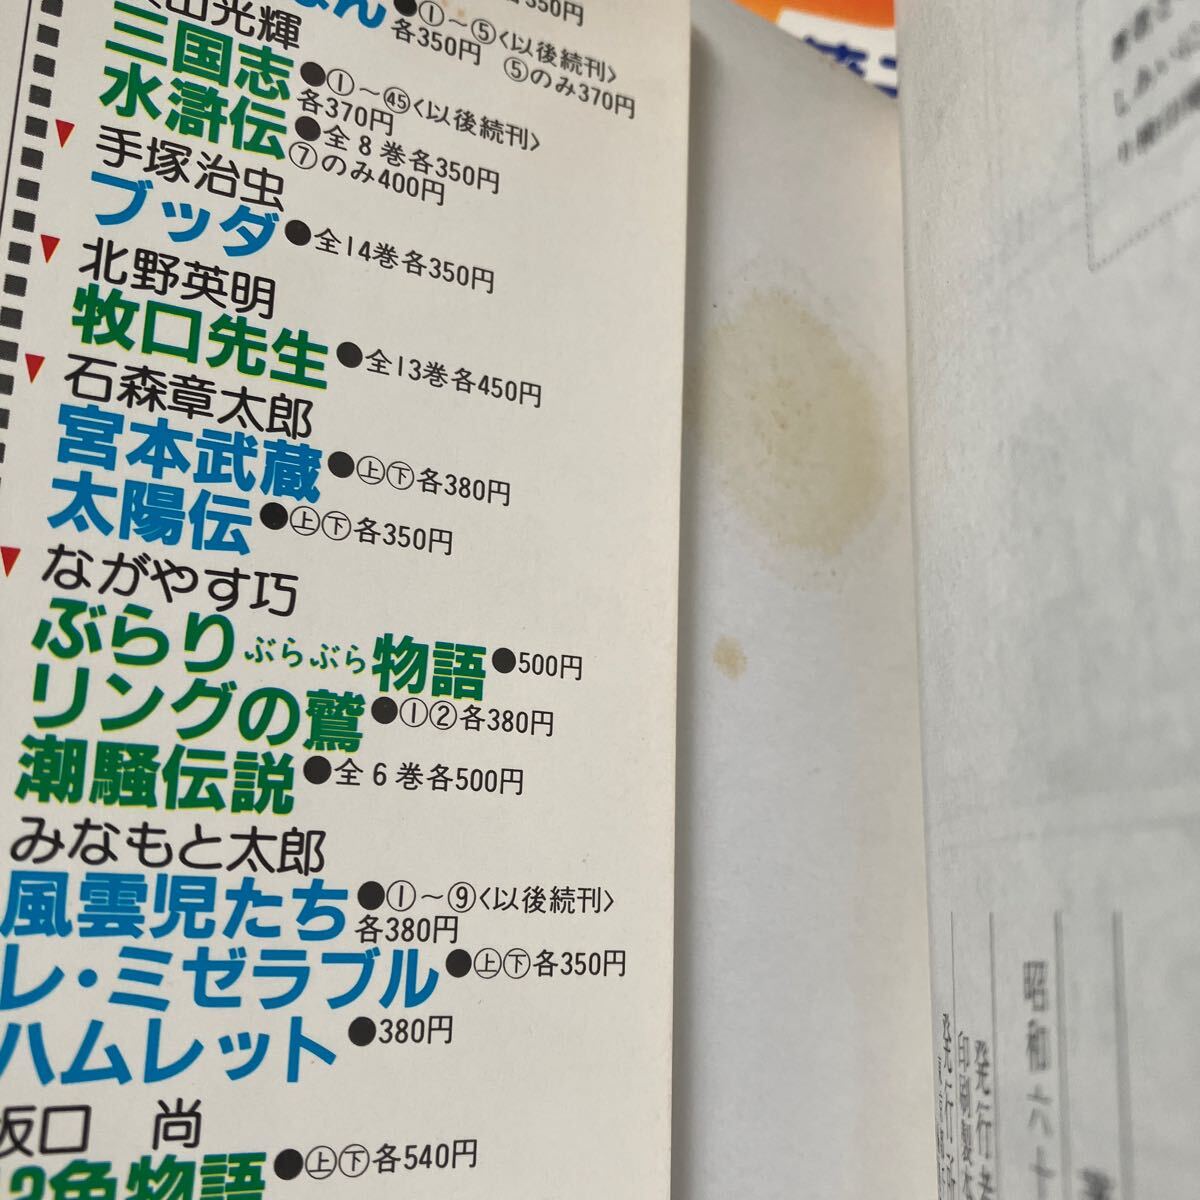 ●①～⑤〈以後続刊〉
各350円 ⑤のみ370円
光輝
三国志
●①～㊺〈以後続刊〉
各370円
水滸伝
●全8巻各350円
⑦のみ400円
手塚治虫
ブッダ ●全14巻各350円
北野英明
牧口先生 ●全13巻各450円
石森章太郎
宮本武蔵 ●㊤㊦各380円
太陽伝 ●㊤㊦各350円
ながやす巧
ぶらりぶらぶら物語 ●500円
リングの鷲 ●①②各380円
潮騒伝説 ●全6巻各500円
みなもと太郎
風雲児たち ●①～⑨〈以後続刊〉
各380円
レ・ミゼラブル ●㊤㊦各350円
ハムレット ●380円
坂口 尚
色物語 ●㊤㊦各540円
昭和六十
発行者
印刷製本